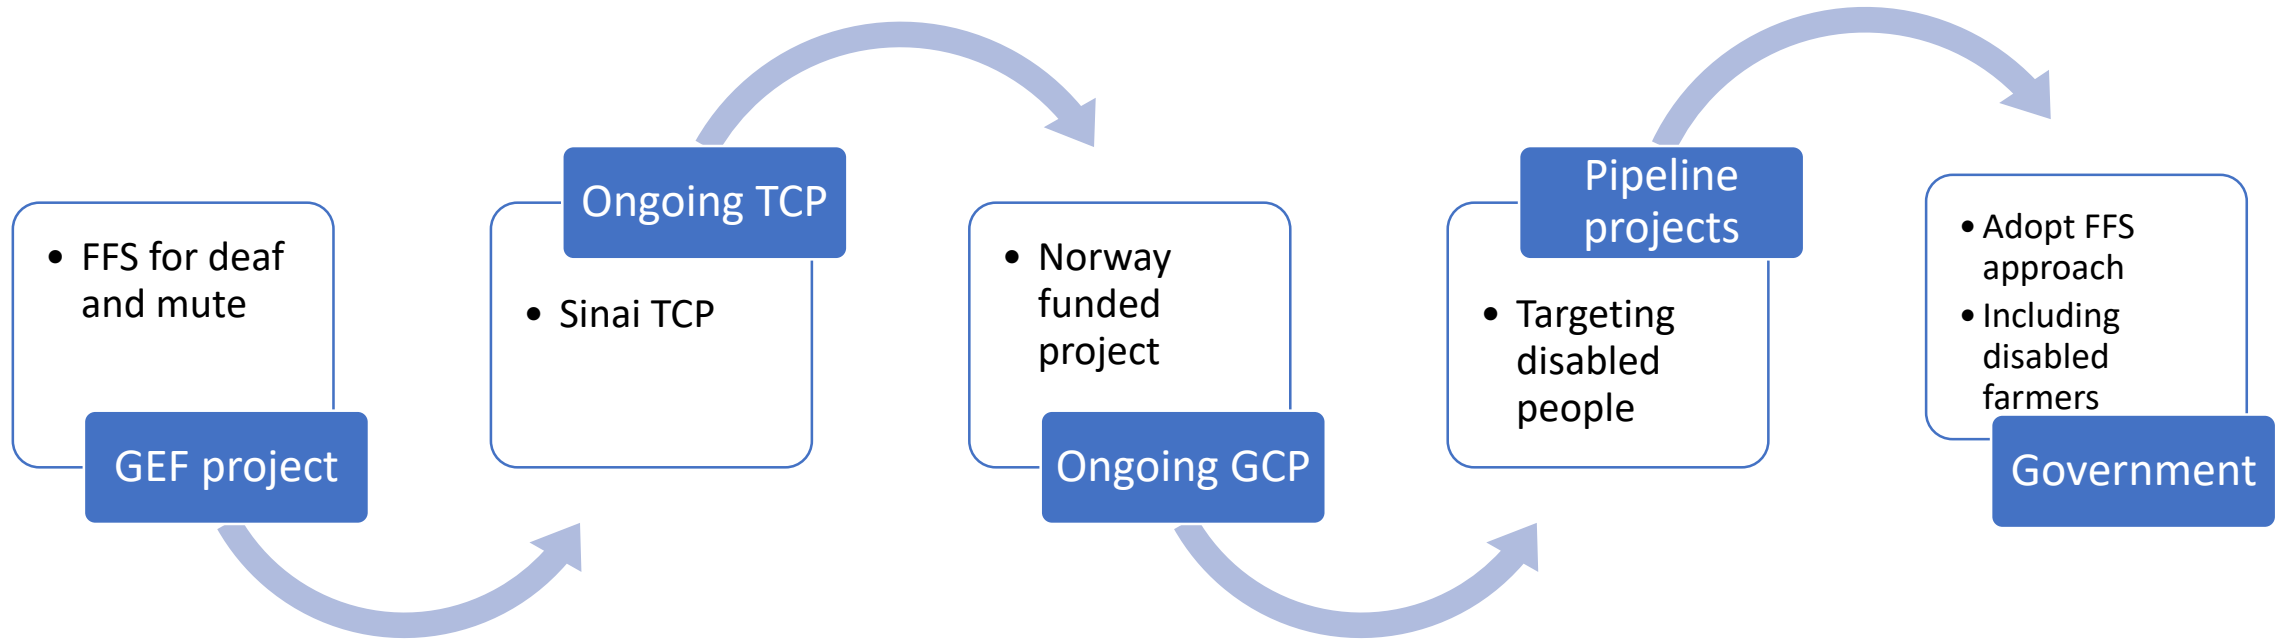 • FFS for deaf
and mute
GEF project
Ongoing TCP
• Sinai TCP
• Norway
funded
project
Ongoing GCP
Pipeline
projects
• Targeting
disabled
people
• Adopt FFS
approach
• Including
disabled
farmers
Government